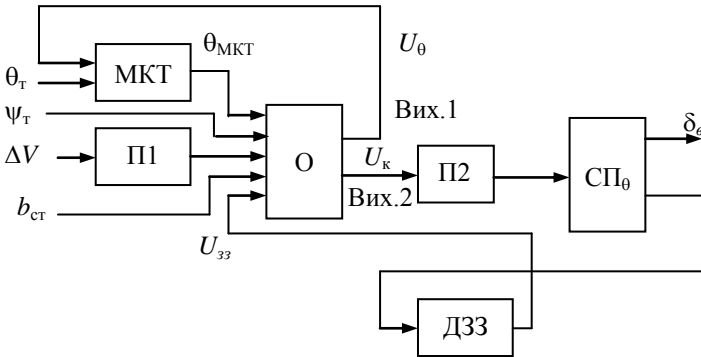 U_θ
θ_МКТ
МКТ
θ_т
ψ_т
Вих.1
δ_в
ΔV
П1
О
U_к
П2
СП_θ
Вих.2
b_ст
U_зз
ДЗЗ